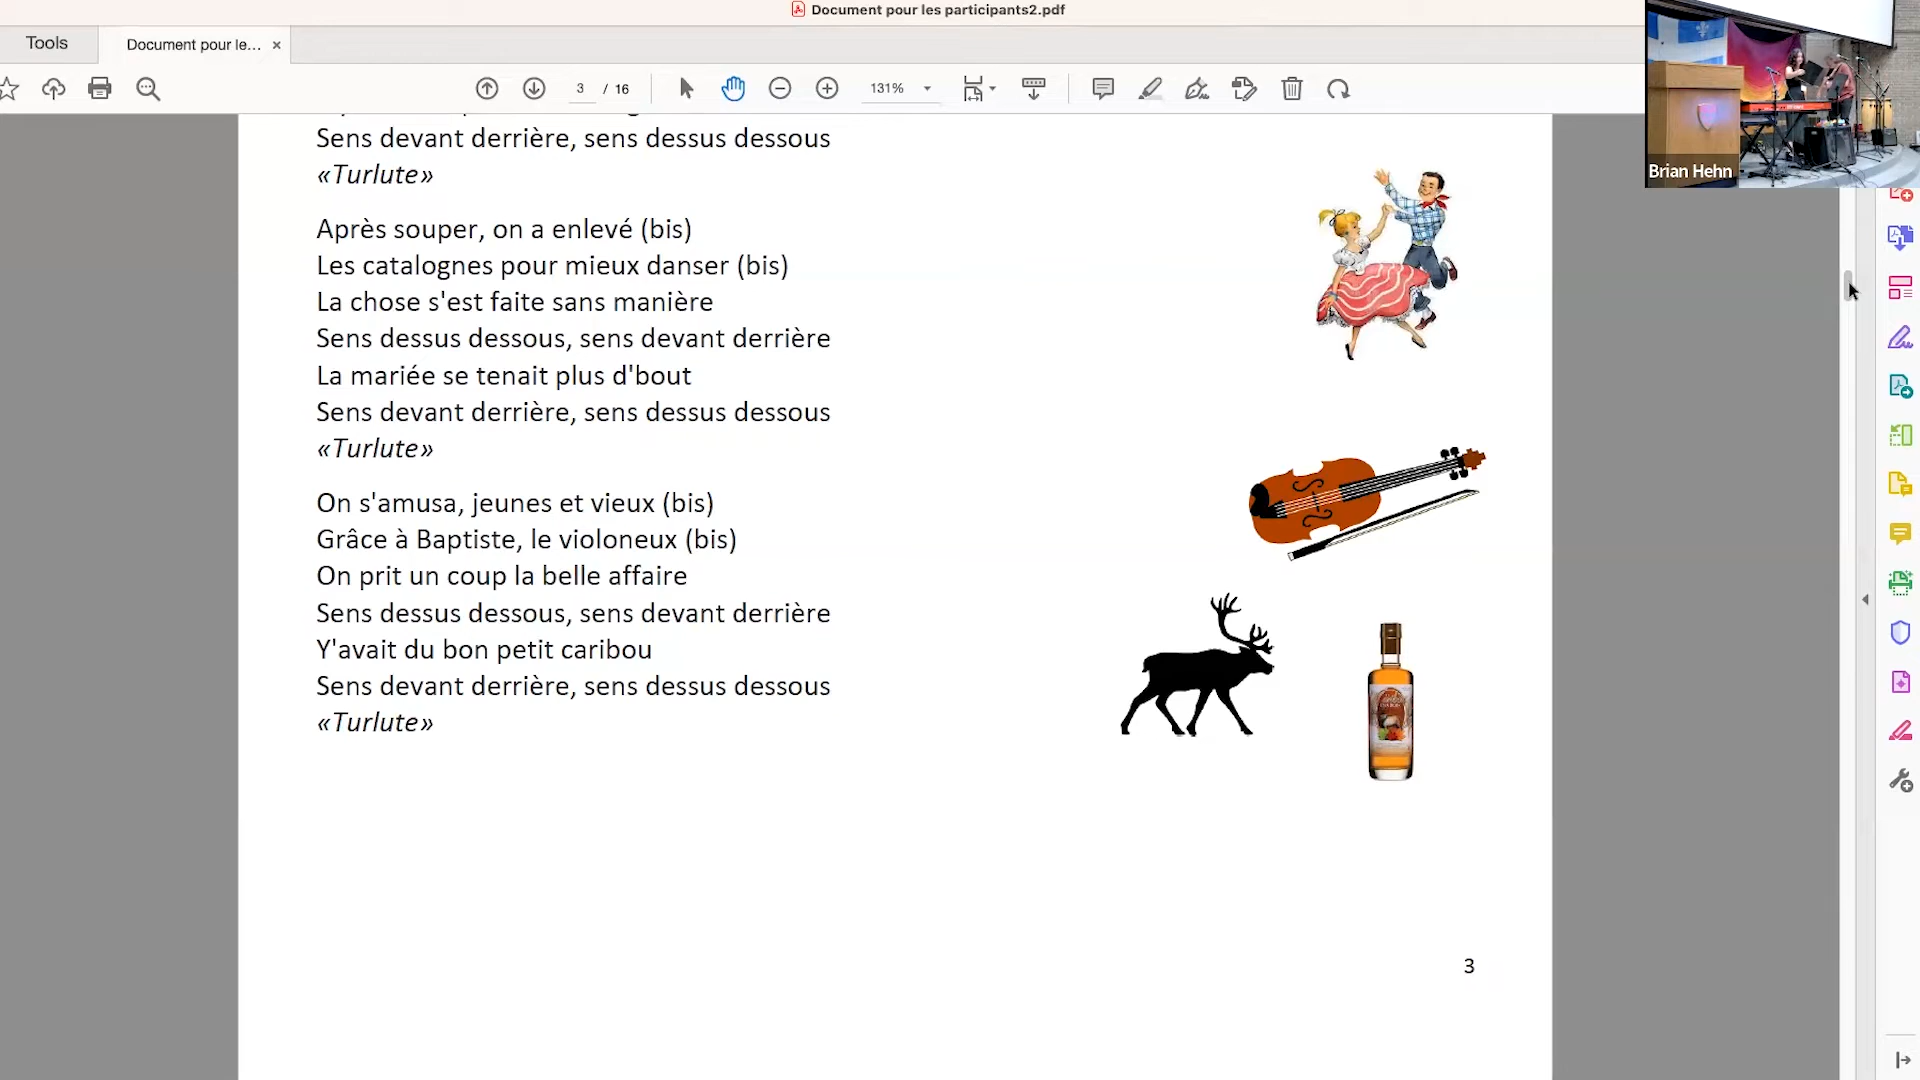 Document pour les participants2.pdf
Tools
Document pour le... ×
3 / 16
131%
Sens devant derrière, sens dessus dessous
«Turlute»
Après souper, on a enlevé (bis)
Les catalognes pour mieux danser (bis)
La chose s'est faite sans manière
Sens dessus dessous, sens devant derrière
La mariée se tenait plus d'bout
Sens devant derrière, sens dessus dessous
«Turlute»
On s'amusa, jeunes et vieux (bis)
Grâce à Baptiste, le violoneux (bis)
On prit un coup la belle affaire
Sens dessus dessous, sens devant derrière
Y'avait du bon petit caribou
Sens devant derrière, sens dessus dessous
«Turlute»
3
Brian Hehn